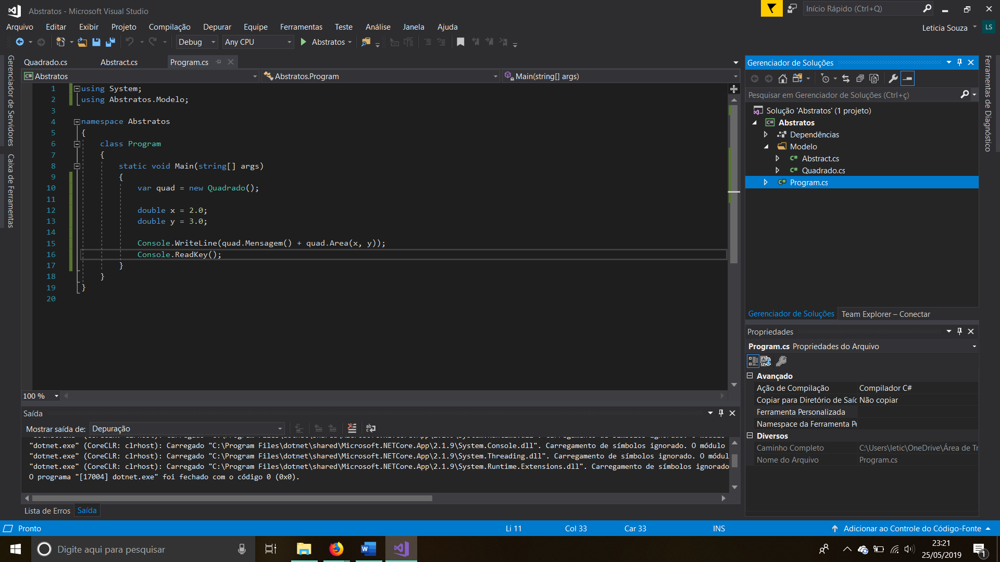 Abstratos - Microsoft Visual Studio
Início Rápido (Ctrl+Q)
Arquivo Editar Exibir Projeto Compilação Depurar Equipe Ferramentas Teste Análise Janela Ajuda
Leticia Souza LS
Debug Any CPU Abstratos
Gerenciador de Servidores
Caixa de Ferramentas
Quadrado.cs Abstract.cs Program.cs
Abstratos Abstratos.Program Main(string[] args)
1 using System;
2 using Abstratos.Modelo;
3
4 namespace Abstratos
5 {
6 class Program
7 {
8 static void Main(string[] args)
9 {
10 var quad = new Quadrado();
11
12 double x = 2.0;
13 double y = 3.0;
14
15 Console.WriteLine(quad.Mensagem() + quad.Area(x, y));
16 Console.ReadKey();
17 }
18 }
19 }
20
100 %
Saída
Mostrar saída de: Depuração
"dotnet.exe" (CoreCLR: clrhost): Carregado "C:\Program Files\dotnet\shared\Microsoft.NETCore.App\2.1.9\System.Console.dll". Carregamento de símbolos ignorado. O módulo
"dotnet.exe" (CoreCLR: clrhost): Carregado "C:\Program Files\dotnet\shared\Microsoft.NETCore.App\2.1.9\System.Threading.dll". Carregamento de símbolos ignorado. O módul
"dotnet.exe" (CoreCLR: clrhost): Carregado "C:\Program Files\dotnet\shared\Microsoft.NETCore.App\2.1.9\System.Runtime.Extensions.dll". Carregamento de símbolos ignorado
O programa "[17004] dotnet.exe" foi fechado com o código 0 (0x0).
Lista de Erros Saída
Gerenciador de Soluções
Pesquisar em Gerenciador de Soluções (Ctrl+ç)
Solução 'Abstratos' (1 projeto)
Abstratos
Dependências
Modelo
Abstract.cs
Quadrado.cs
Program.cs
Gerenciador de Soluções Team Explorer – Conectar
Propriedades
Program.cs Propriedades do Arquivo
Avançado
Ação de Compilação Compilador C#
Copiar para Diretório de Saíd Não copiar
Ferramenta Personalizada
Namespace da Ferramenta Pe
Diversos
Caminho Completo C:\Users\letic\OneDrive\Área de Tr
Nome do Arquivo Program.cs
Ferramentas de Diagnóstico
Pronto Li 11 Col 33 Car 33 INS Adicionar ao Controle do Código-Fonte
Digite aqui para pesquisar
23:21
25/05/2019
1